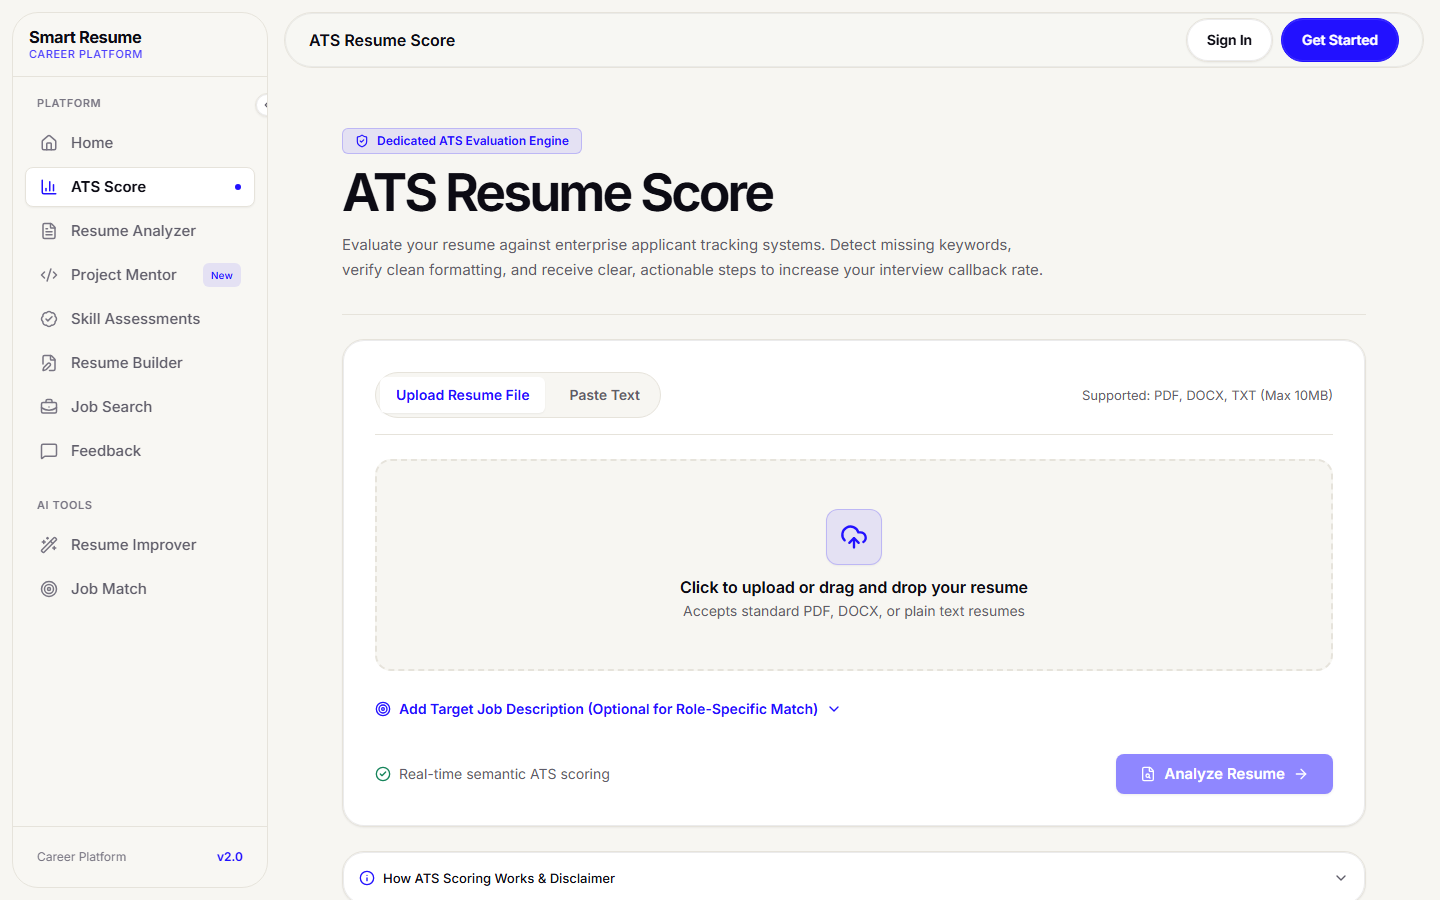 Smart Resume
CAREER PLATFORM
PLATFORM
Home
ATS Score
Resume Analyzer
Project Mentor New
Skill Assessments
Resume Builder
Job Search
Feedback
AI TOOLS
Resume Improver
Job Match
Career Platform v2.0
ATS Resume Score
Sign In
Get Started
Dedicated ATS Evaluation Engine
ATS Resume Score
Evaluate your resume against enterprise applicant tracking systems. Detect missing keywords,
verify clean formatting, and receive clear, actionable steps to increase your interview callback rate.
Upload Resume File
Paste Text
Supported: PDF, DOCX, TXT (Max 10MB)
Click to upload or drag and drop your resume
Accepts standard PDF, DOCX, or plain text resumes
Add Target Job Description (Optional for Role-Specific Match)
Real-time semantic ATS scoring
Analyze Resume
How ATS Scoring Works & Disclaimer